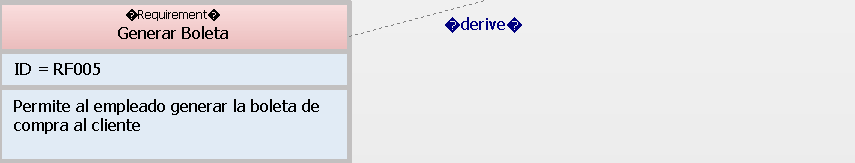 �Requirement�
Generar Boleta
�derive�
ID = RF005
Permite al empleado generar la boleta de
compra al cliente